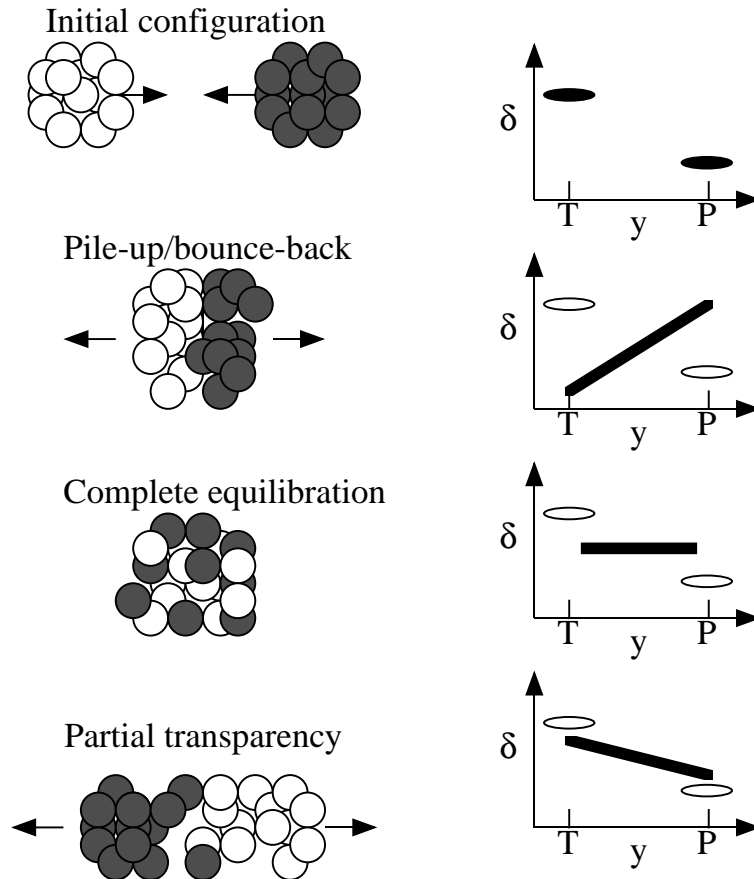 Initial configuration
δ
T y P
Pile-up/bounce-back
δ
T y P
Complete equilibration
δ
T y P
Partial transparency
δ
T y P